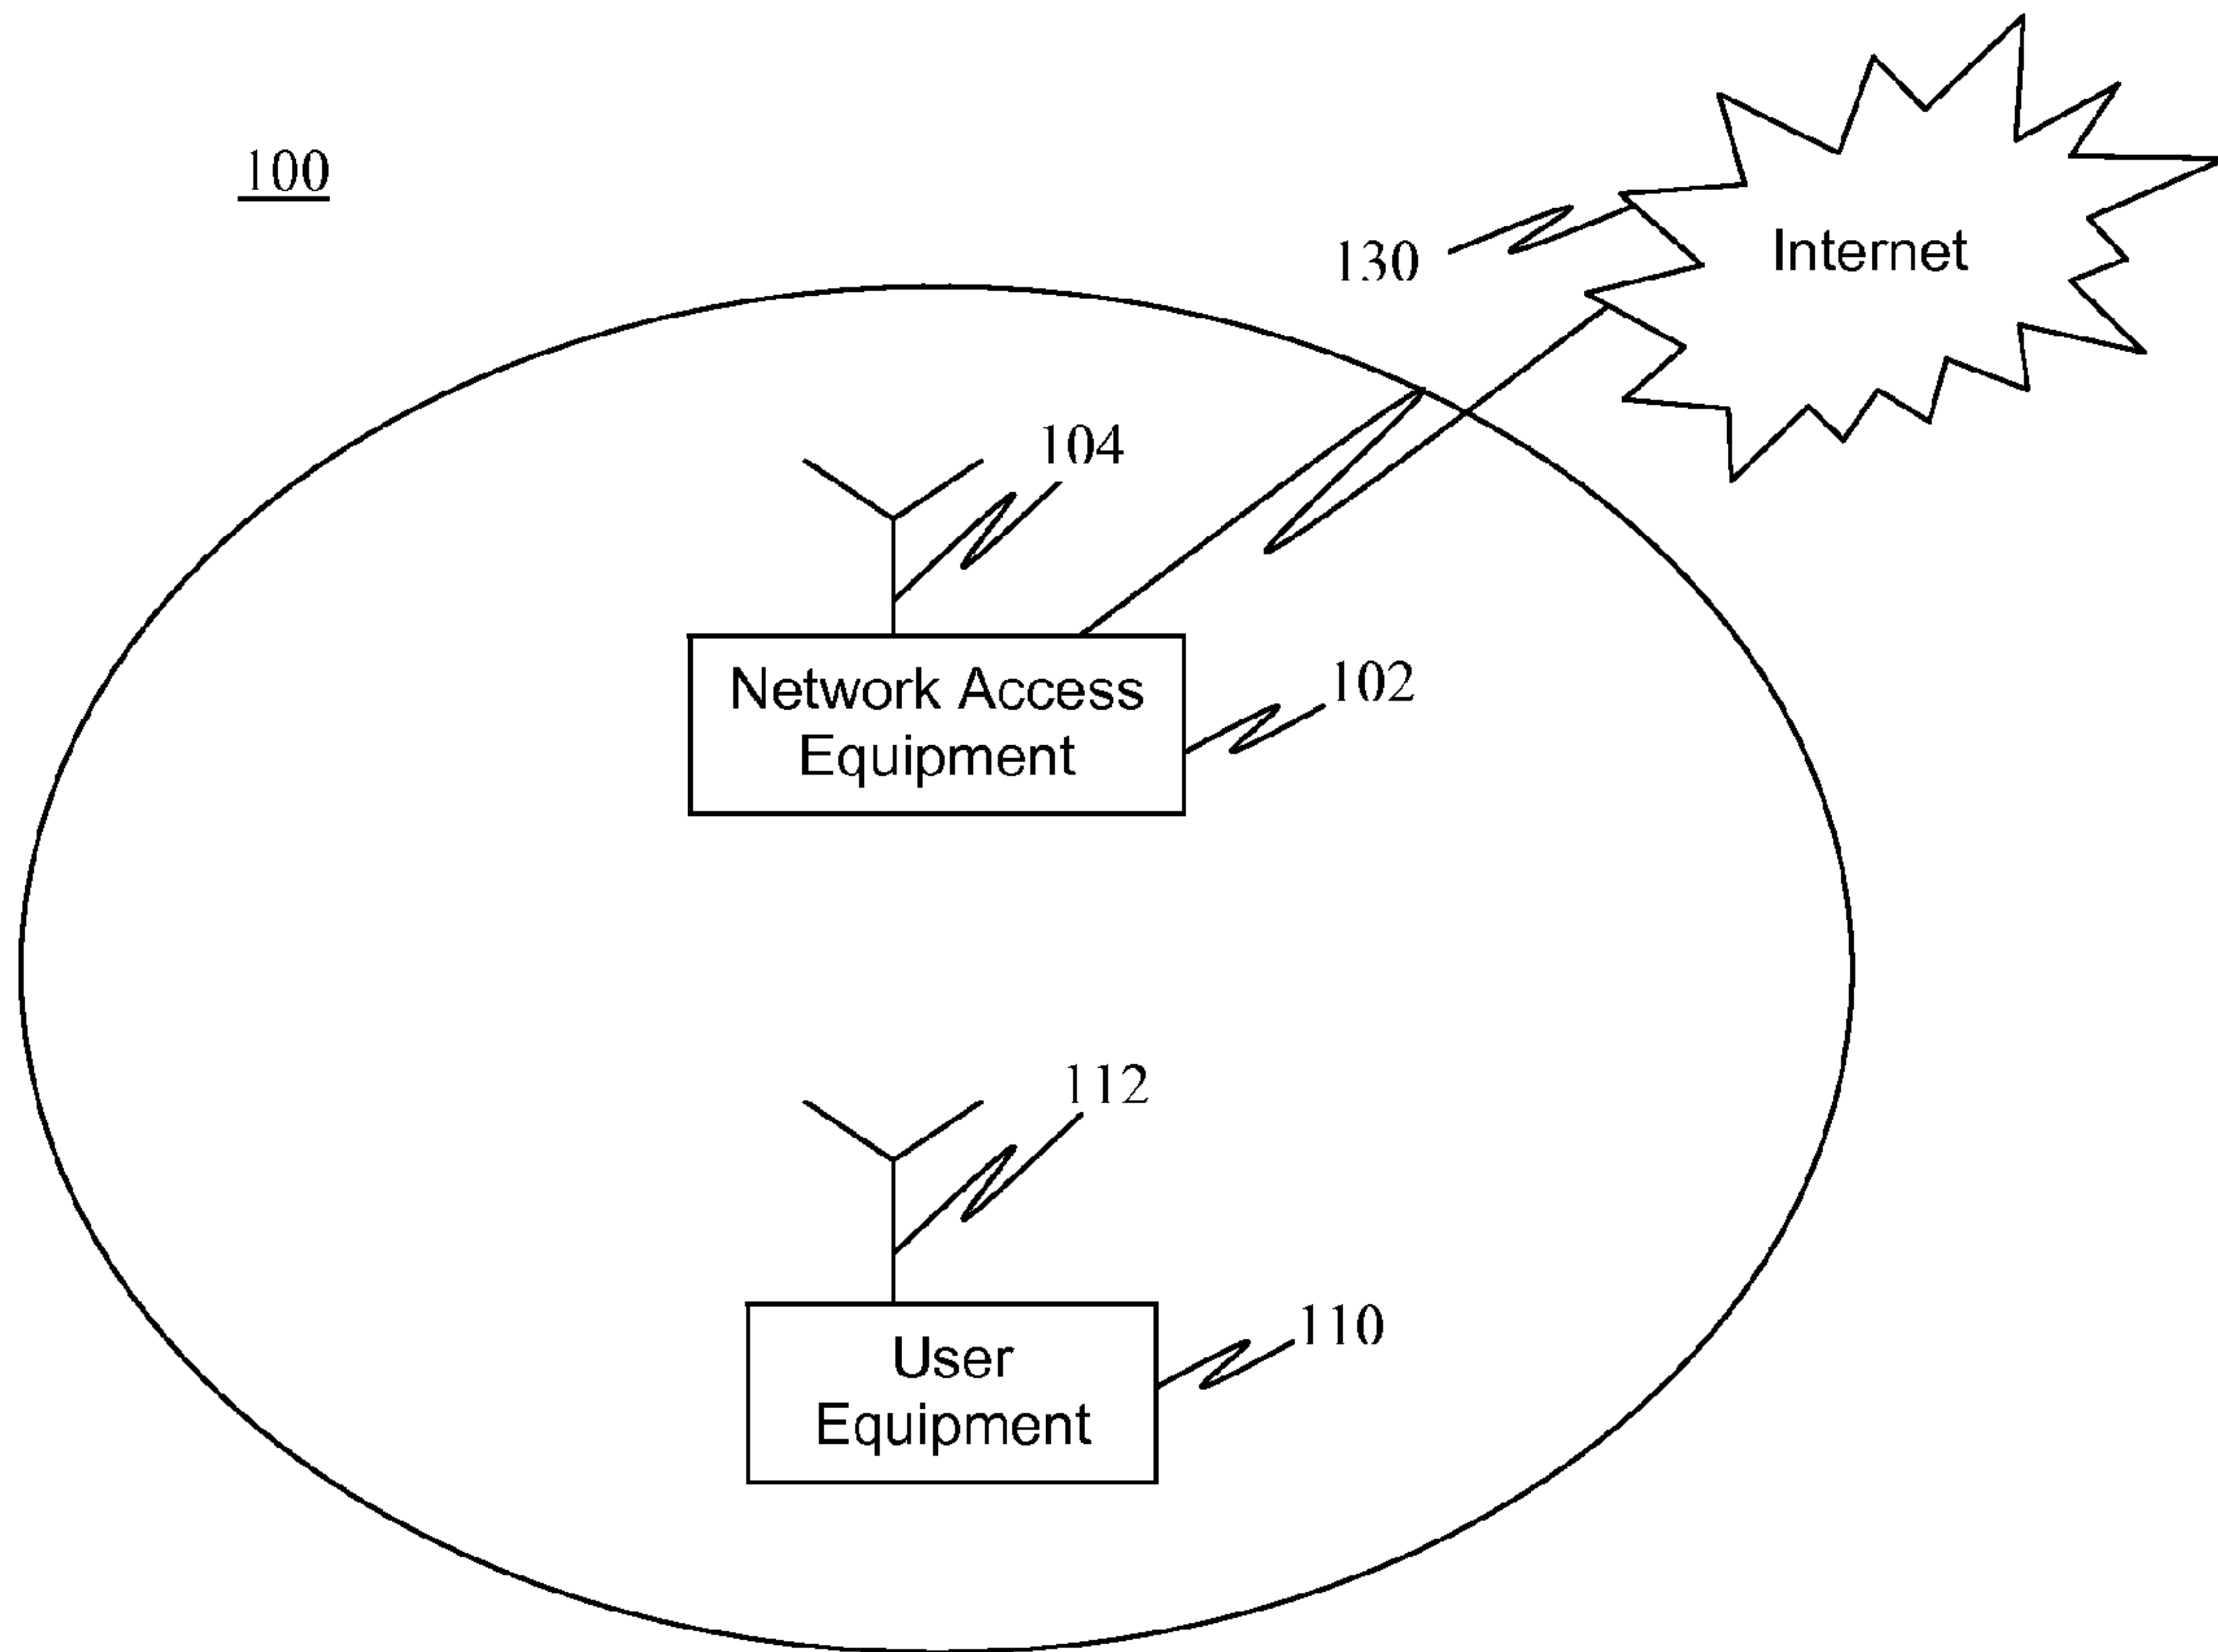 100
130
Internet
104
Network Access
Equipment
102
112
User
Equipment
110